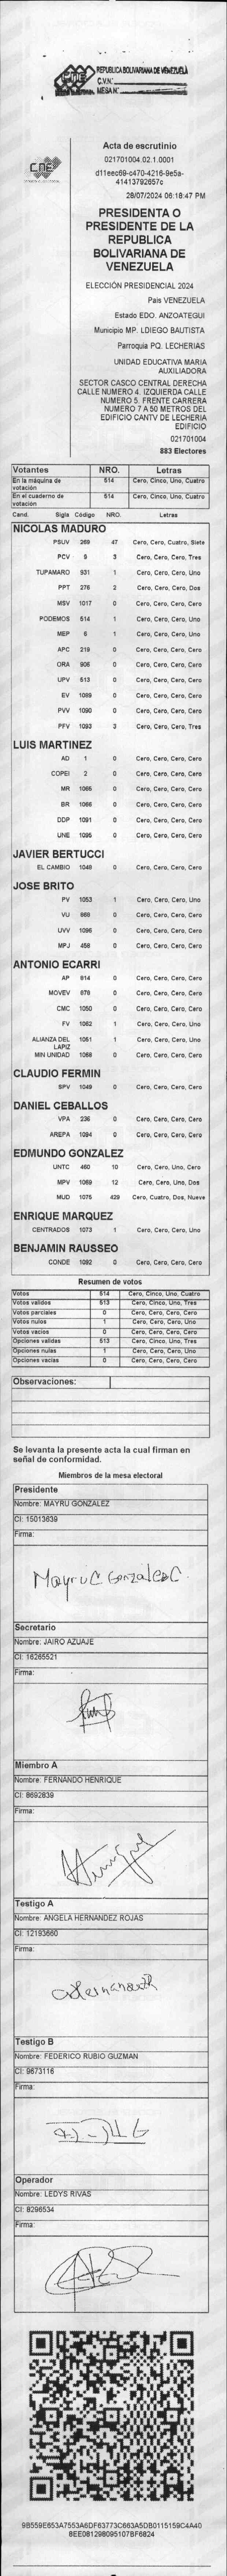 CNE
REPUBLICA BOLIVARIANA DE VENEZUELA
C.V.N°
MESA N°
CNE
Acta de escrutinio
021701004.02.1.0001
d11eec69-c470-4216-9e5a-
41413792657c
28/07/2024 06:18:47 PM
PRESIDENTA O
PRESIDENTE DE LA
REPUBLICA
BOLIVARIANA DE
VENEZUELA
ELECCIÓN PRESIDENCIAL 2024
Pais VENEZUELA
Estado EDO. ANZOATEGUI
Municipio MP. LDIEGO BAUTISTA
Parroquia PQ. LECHERIAS
UNIDAD EDUCATIVA MARIA
AUXILIADORA
SECTOR CASCO CENTRAL DERECHA
CALLE NUMERO 4. IZQUIERDA CALLE
NUMERO 5. FRENTE CARRERA
NUMERO 7 A 50 METROS DEL
EDIFICIO CANTV DE LECHERIA
EDIFICIO
021701004
883 Electores
Votantes NRO. Letras
En la máquina de votación 514 Cero, Cinco, Uno, Cuatro
En el cuaderno de votación 514 Cero, Cinco, Uno, Cuatro
Cand. Sigla Código NRO. Letras
NICOLAS MADURO
PSUV 269 47 Cero, Cero, Cuatro, Siete
PCV 9 3 Cero, Cero, Cero, Tres
TUPAMARO 931 1 Cero, Cero, Cero, Uno
PPT 276 2 Cero, Cero, Cero, Dos
MSV 1017 0 Cero, Cero, Cero, Cero
PODEMOS 514 1 Cero, Cero, Cero, Uno
MEP 6 1 Cero, Cero, Cero, Uno
APC 219 0 Cero, Cero, Cero, Cero
ORA 906 0 Cero, Cero, Cero, Cero
UPV 513 0 Cero, Cero, Cero, Cero
EV 1089 0 Cero, Cero, Cero, Cero
PVV 1090 0 Cero, Cero, Cero, Cero
PFV 1093 3 Cero, Cero, Cero, Tres
LUIS MARTINEZ
AD 1 0 Cero, Cero, Cero, Cero
COPEI 2 0 Cero, Cero, Cero, Cero
MR 1065 0 Cero, Cero, Cero, Cero
BR 1066 0 Cero, Cero, Cero, Cero
DDP 1091 0 Cero, Cero, Cero, Cero
UNE 1095 0 Cero, Cero, Cero, Cero
JAVIER BERTUCCI
EL CAMBIO 1048 0 Cero, Cero, Cero, Cero
JOSE BRITO
PV 1053 1 Cero, Cero, Cero, Uno
VU 869 0 Cero, Cero, Cero, Cero
UVV 1096 0 Cero, Cero, Cero, Cero
MPJ 458 0 Cero, Cero, Cero, Cero
ANTONIO ECARRI
AP 914 0 Cero, Cero, Cero, Cero
MOVEV 978 0 Cero, Cero, Cero, Cero
CMC 1050 0 Cero, Cero, Cero, Cero
FV 1062 1 Cero, Cero, Cero, Uno
ALIANZA DEL LAPIZ 1051 1 Cero, Cero, Cero, Uno
MIN UNIDAD 1068 0 Cero, Cero, Cero, Cero
CLAUDIO FERMIN
SPV 1049 0 Cero, Cero, Cero, Cero
DANIEL CEBALLOS
VPA 236 0 Cero, Cero, Cero, Cero
AREPA 1094 0 Cero, Cero, Cero, Cero
EDMUNDO GONZALEZ
UNTC 460 10 Cero, Cero, Uno, Cero
MPV 1069 12 Cero, Cero, Uno, Dos
MUD 1075 429 Cero, Cuatro, Dos, Nueve
ENRIQUE MARQUEZ
CENTRADOS 1073 1 Cero, Cero, Cero, Uno
BENJAMIN RAUSSEO
CONDE 1092 0 Cero, Cero, Cero, Cero
Resumen de votos
Votos 514 Cero, Cinco, Uno, Cuatro
Votos validos 513 Cero, Cinco, Uno, Tres
Votos parciales 0 Cero, Cero, Cero, Cero
Votos nulos 1 Cero, Cero, Cero, Uno
Votos vacios 0 Cero, Cero, Cero, Cero
Opciones validas 513 Cero, Cinco, Uno, Tres
Opciones nulas 1 Cero, Cero, Cero, Uno
Opciones vacias 0 Cero, Cero, Cero, Cero
Observaciones:
Se levanta la presente acta la cual firman en
señal de conformidad.
Miembros de la mesa electoral
Presidente
Nombre: MAYRU GONZALEZ
CI: 15013639
Firma:
Mayru C Gonzalez C.
Secretario
Nombre: JAIRO AZUAJE
CI: 16265521
Firma:
Miembro A
Nombre: FERNANDO HENRIQUE
CI: 8692839
Firma:
Testigo A
Nombre: ANGELA HERNANDEZ ROJAS
CI: 12193660
Firma:
Testigo B
Nombre: FEDERICO RUBIO GUZMAN
CI: 9673116
Firma:
Operador
Nombre: LEDYS RIVAS
CI: 8296534
Firma:
9B559E653A7553A6DF63773C663A5DB0115159C4A40
8EE081298095107BF6824